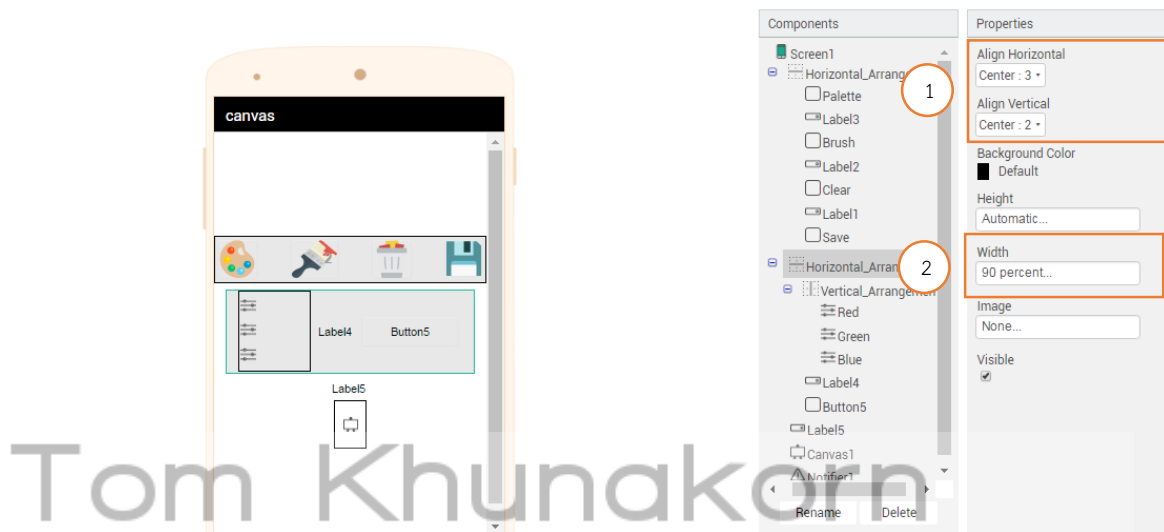 canvas
2
Label4
Button5
Label5
Components
Screen1
Horizontal_Arrang
1
Palette
Label3
Brush
Label2
Clear
Label1
Save
Horizontal_Arran
2
Vertical_Arrangemen
Red
Green
Blue
Label4
Button5
Label5
Canvas1
Notifier1
Rename
Delete
Properties
Align Horizontal
Center : 3
Align Vertical
Center : 2
Background Color
Default
Height
Automatic...
Width
90 percent...
Image
None...
Visible
Tom Khunakorn